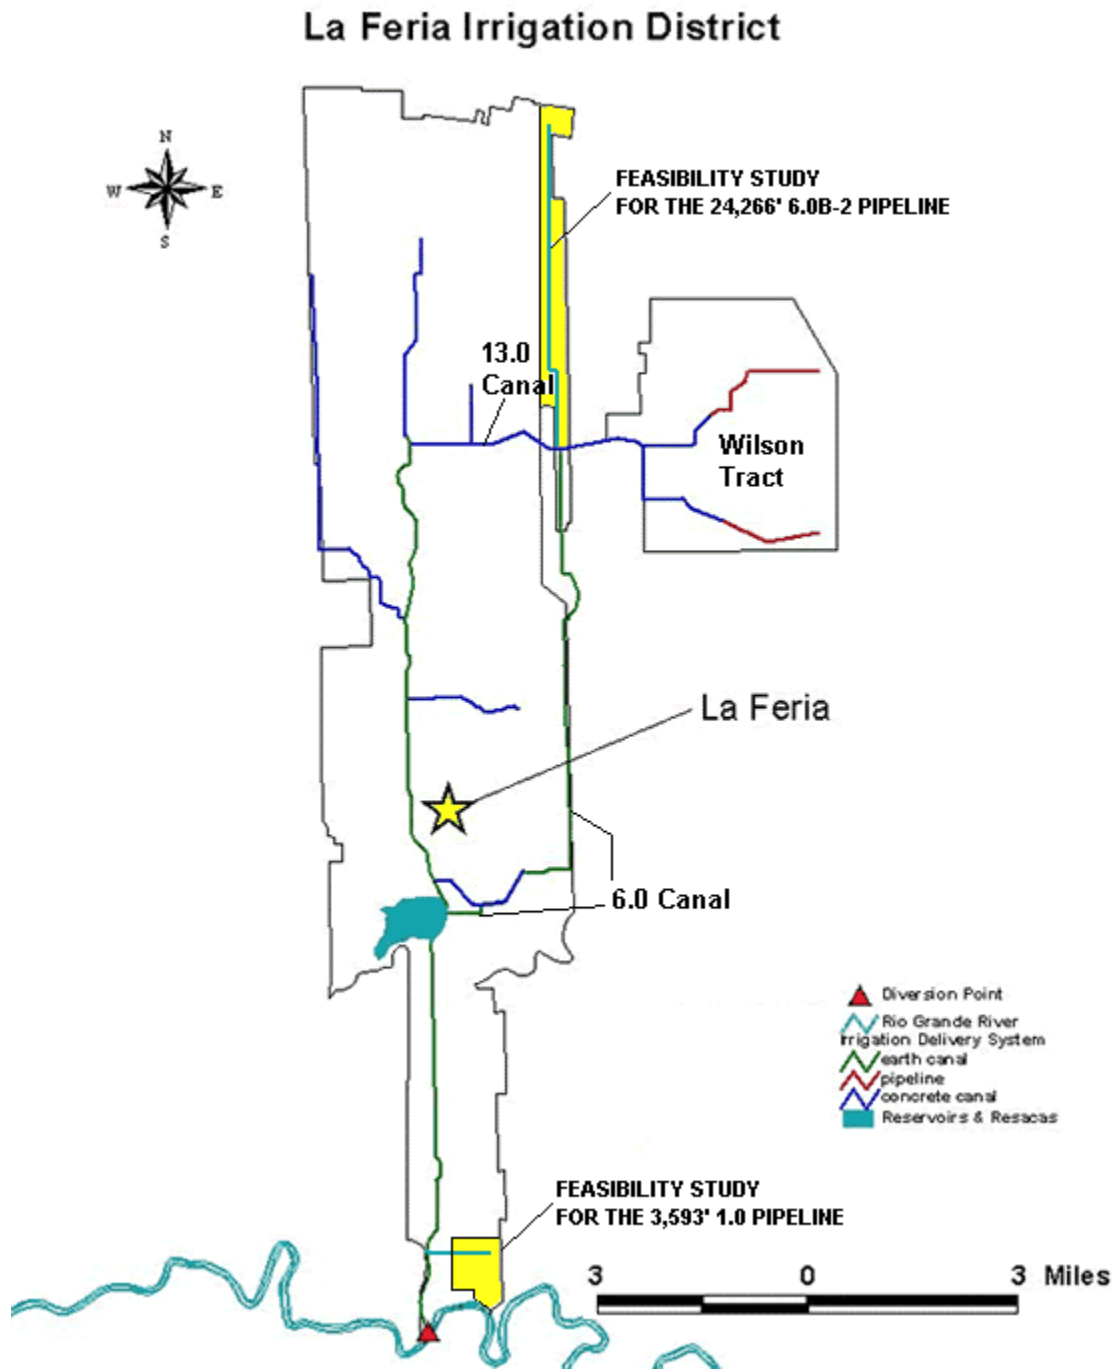 La Feria Irrigation District
N
W E
S
FEASIBILITY STUDY
FOR THE 24,266' 6.0B-2 PIPELINE
13.0
Canal
Wilson
Tract
La Feria
6.0 Canal
Diversion Point
Rio Grande River
Irrigation Delivery System
earth canal
pipeline
concrete canal
Reservoirs & Resacas
FEASIBILITY STUDY
FOR THE 3,593' 1.0 PIPELINE
3 0 3 Miles